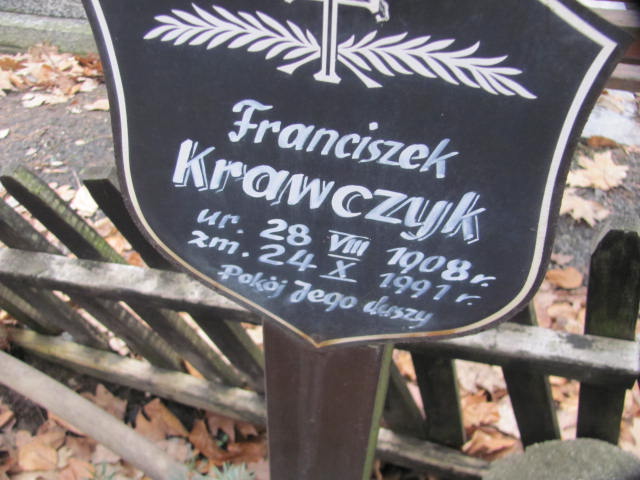 Franciszek
Krawczyk
ur. 28 VIII 1908 r.
zm. 24 X 1991 r.
Pokój Jego duszy